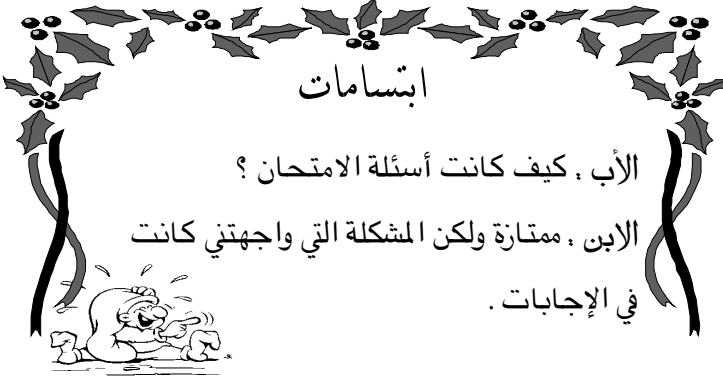 ابتسامات
الأب : كيف كانت أسئلة الامتحان ؟
الابن : ممتازة ولكن المشكلة التي واجهتني كانت
في الإجابات .